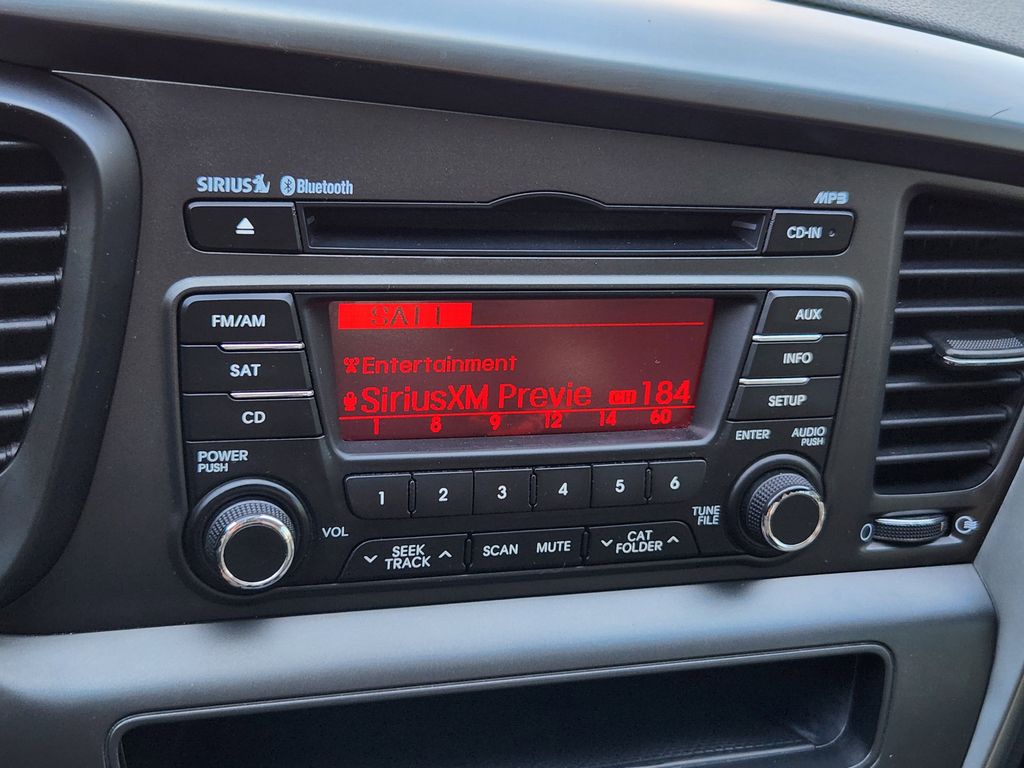 SIRIUS Bluetooth MP3
CD-IN
FM/AM SAT1 AUX
SAT Entertainment INFO
CD SiriusXM Previe CH 184 SETUP
1 8 9 12 14 60
POWER PUSH ENTER AUDIO PUSH
1 2 3 4 5 6
VOL TUNE FILE
SEEK TRACK SCAN MUTE CAT FOLDER
0